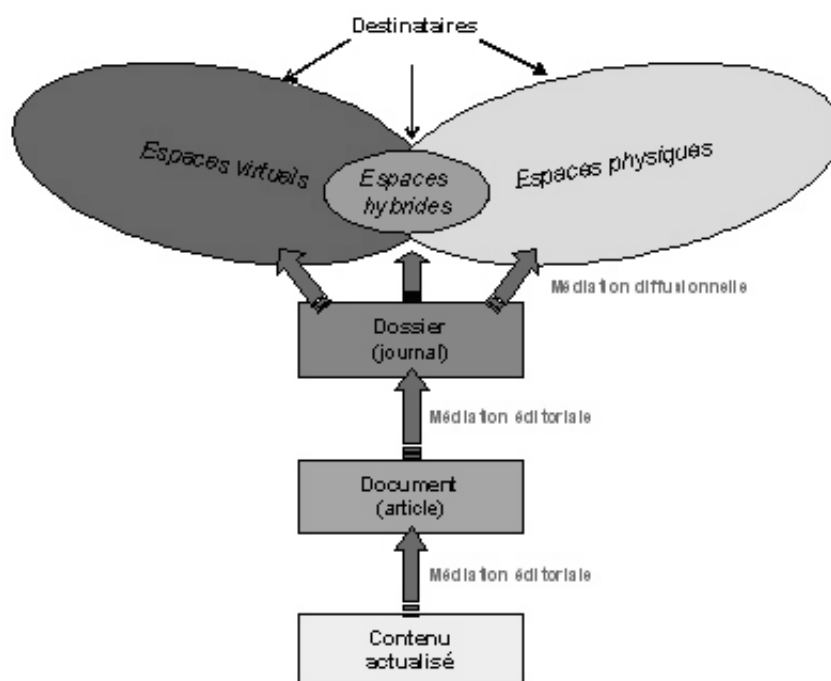 Destinataires
Espaces virtuels
Espaces
hybrides
Espaces physiques
Médiation diffusionnelle
Dossier
(journal)
Médiation éditoriale
Document
(article)
Médiation éditoriale
Contenu
actualisé